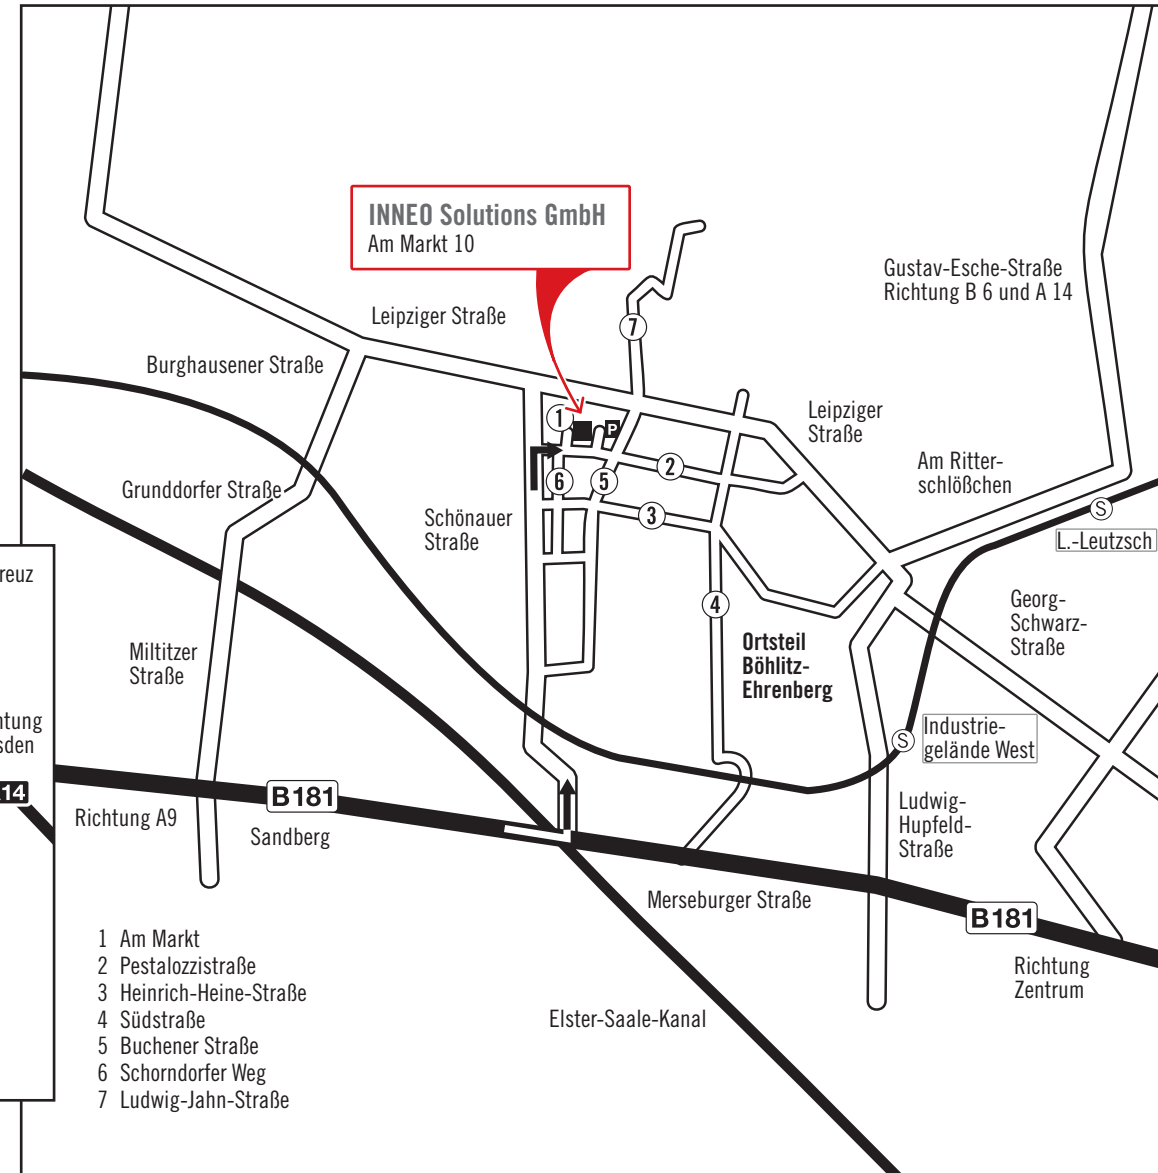 INNEO Solutions GmbH
Am Markt 10
Gustav-Esche-Straße
Richtung B 6 und A 14
Leipziger Straße
7
Burghausener Straße
1
P
Leipziger
Straße
Am Ritter-
schlößchen
2
6
5
Grunddorfer Straße
3
Schönauer
Straße
S
L.-Leutzsch
reuz
4
Georg-
Schwarz-
Straße
Miltitzer
Straße
Ortsteil
Böhlitz-
Ehrenberg
htung
sden
S
Industrie-
gelände West
14
B181
Richtung A9
Sandberg
Ludwig-
Hupfeld-
Straße
Merseburger Straße
B181
Richtung
Zentrum
Elster-Saale-Kanal
1 Am Markt
2 Pestalozzistraße
3 Heinrich-Heine-Straße
4 Südstraße
5 Buchener Straße
6 Schorndorfer Weg
7 Ludwig-Jahn-Straße